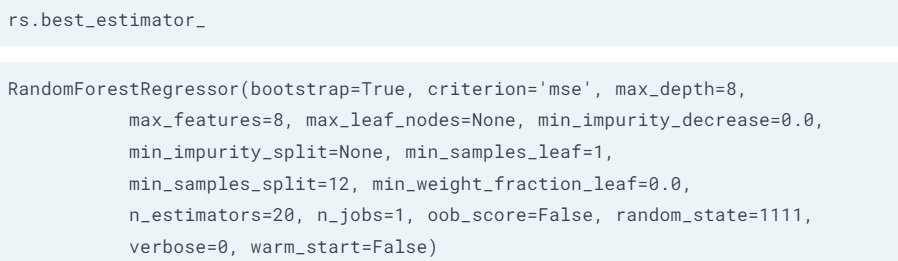 rs.best_estimator_
RandomForestRegressor(bootstrap=True, criterion='mse', max_depth=8,
max_features=8, max_leaf_nodes=None, min_impurity_decrease=0.0,
min_impurity_split=None, min_samples_leaf=1,
min_samples_split=12, min_weight_fraction_leaf=0.0,
n_estimators=20, n_jobs=1, oob_score=False, random_state=1111,
verbose=0, warm_start=False)